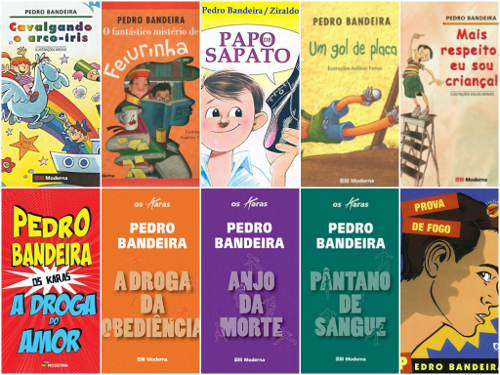 PEDRO BANDEIRA
Cavalgando
o arco-íris
Moderna
PEDRO BANDEIRA
O fantástico mistério de
Feiurinha
Moderna
Pedro Bandeira / Ziraldo
PAPO DE
SAPATO
PEDRO BANDEIRA
Um gol de placa
Moderna
PEDRO BANDEIRA
Mais
respeito,
eu sou
criança!
Moderna
PEDRO
BANDEIRA
OS KARAS
A DROGA
DO
AMOR
MODERNA
os Karas
PEDRO
BANDEIRA
A DROGA
DA
OBEDIÊNCIA
Moderna
os Karas
PEDRO
BANDEIRA
ANJO
DA
MORTE
Moderna
os Karas
PEDRO
BANDEIRA
PÂNTANO
DE
SANGUE
Moderna
PROVA
DE FOGO
PEDRO BANDEIR